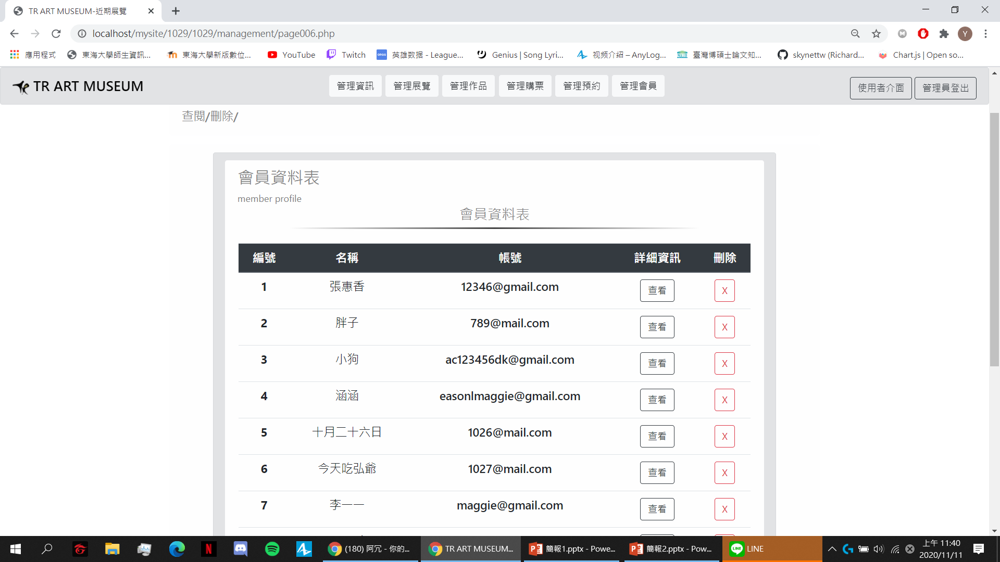 TR ART MUSEUM-近期展覽
localhost/mysite/1029/1029/management/page006.php
Y
應用程式
東海大學師生資訊...
東海大學新版數位...
YouTube
Twitch
OPGG
英雄数据 - League...
Genius | Song Lyri...
视频介绍 – AnyLog...
臺灣博碩士論文知...
skynettw (Richard...
Chart.js | Open so...
TR ART MUSEUM
管理資訊
管理展覽
管理作品
管理購票
管理預約
管理會員
使用者介面
管理員登出
查閱/刪除/
會員資料表
member profile
會員資料表
編號 名稱 帳號 詳細資訊 刪除
1 張惠香 12346@gmail.com 查看 X
2 胖子 789@mail.com 查看 X
3 小狗 ac123456dk@gmail.com 查看 X
4 涵涵 easonlmaggie@gmail.com 查看 X
5 十月二十六日 1026@mail.com 查看 X
6 今天吃弘爺 1027@mail.com 查看 X
7 李一一 maggie@gmail.com 查看 X
(180) 阿冗 - 你的...
TR ART MUSEUM...
簡報1.pptx - Powe...
簡報2.pptx - Pow...
LINE
上午 11:40
2020/11/11